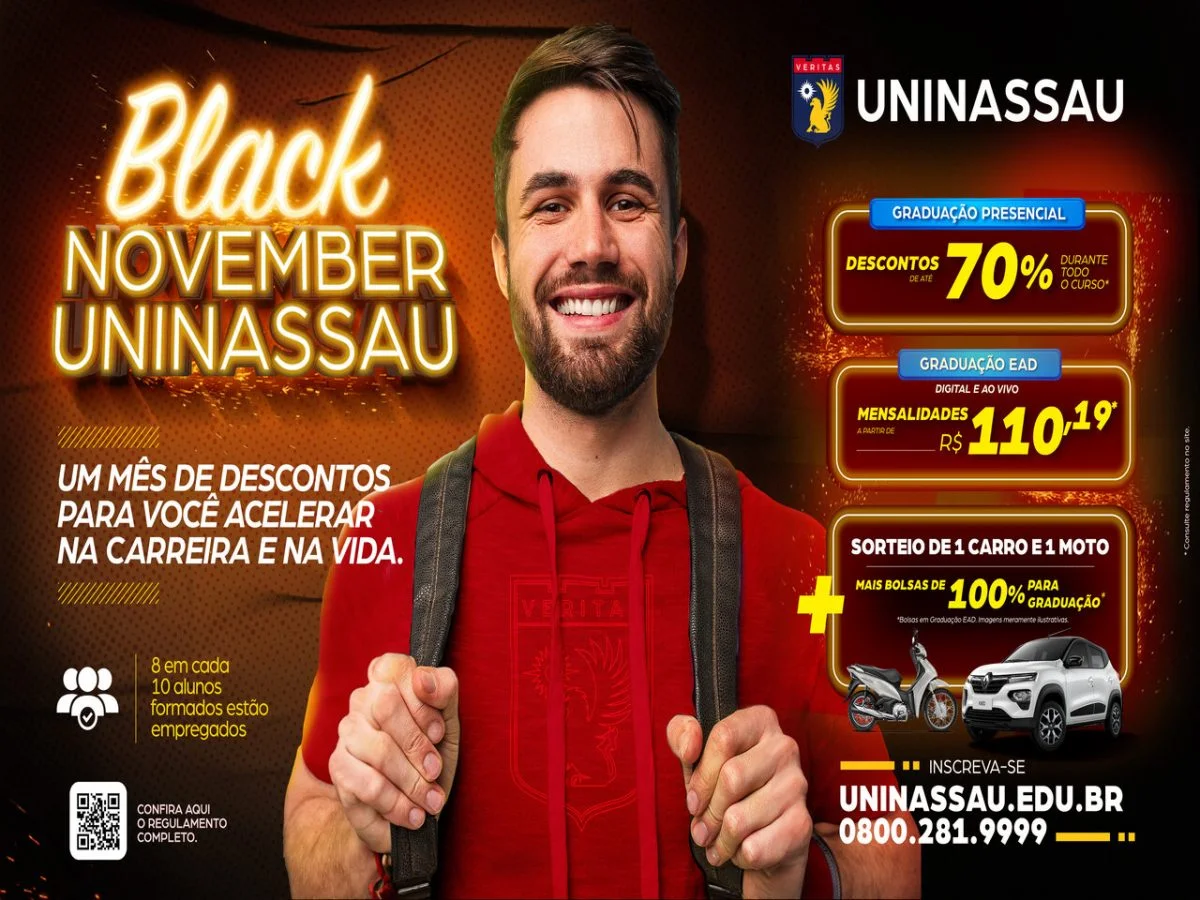 Black
NOVEMBER
UNINASSAU
UM MÊS DE DESCONTOS
PARA VOCÊ ACELERAR
NA CARREIRA E NA VIDA.
8 em cada
10 alunos
formados estão
empregados
CONFIRA AQUI
O REGULAMENTO
COMPLETO.
VERITAS
UNINASSAU
GRADUAÇÃO PRESENCIAL
DESCONTOS
DE ATÉ
70%
DURANTE
TODO
O CURSO*
GRADUAÇÃO EAD
DIGITAL E AO VIVO
MENSALIDADES
A PARTIR DE
R$ 110,19*
SORTEIO DE 1 CARRO E 1 MOTO
+
MAIS BOLSAS DE 100% PARA
GRADUAÇÃO*
*Bolsas em Graduação EAD. Imagens meramente ilustrativas.
INSCREVA-SE
UNINASSAU.EDU.BR
0800.281.9999
* Consulte regulamento no site.
VERITA